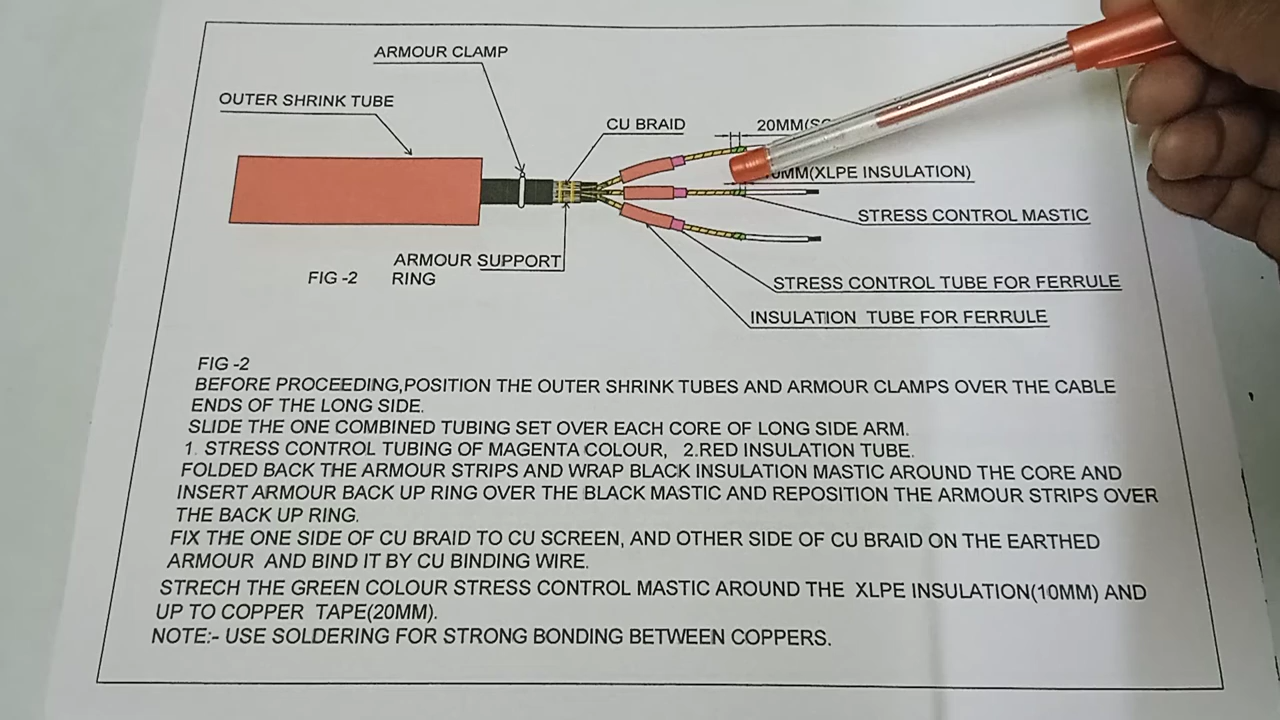 ARMOUR CLAMP
OUTER SHRINK TUBE
CU BRAID
20MM(SC
0MM(XLPE INSULATION)
STRESS CONTROL MASTIC
ARMOUR SUPPORT
RING
FIG -2
STRESS CONTROL TUBE FOR FERRULE
INSULATION TUBE FOR FERRULE
FIG -2
BEFORE PROCEEDING,POSITION THE OUTER SHRINK TUBES AND ARMOUR CLAMPS OVER THE CABLE
ENDS OF THE LONG SIDE.
SLIDE THE ONE COMBINED TUBING SET OVER EACH CORE OF LONG SIDE ARM.
1. STRESS CONTROL TUBING OF MAGENTA COLOUR, 2.RED INSULATION TUBE.
FOLDED BACK THE ARMOUR STRIPS AND WRAP BLACK INSULATION MASTIC AROUND THE CORE AND
INSERT ARMOUR BACK UP RING OVER THE BLACK MASTIC AND REPOSITION THE ARMOUR STRIPS OVER
THE BACK UP RING.
FIX THE ONE SIDE OF CU BRAID TO CU SCREEN, AND OTHER SIDE OF CU BRAID ON THE EARTHED
ARMOUR AND BIND IT BY CU BINDING WIRE.
STRECH THE GREEN COLOUR STRESS CONTROL MASTIC AROUND THE XLPE INSULATION(10MM) AND
UP TO COPPER TAPE(20MM).
NOTE:- USE SOLDERING FOR STRONG BONDING BETWEEN COPPERS.